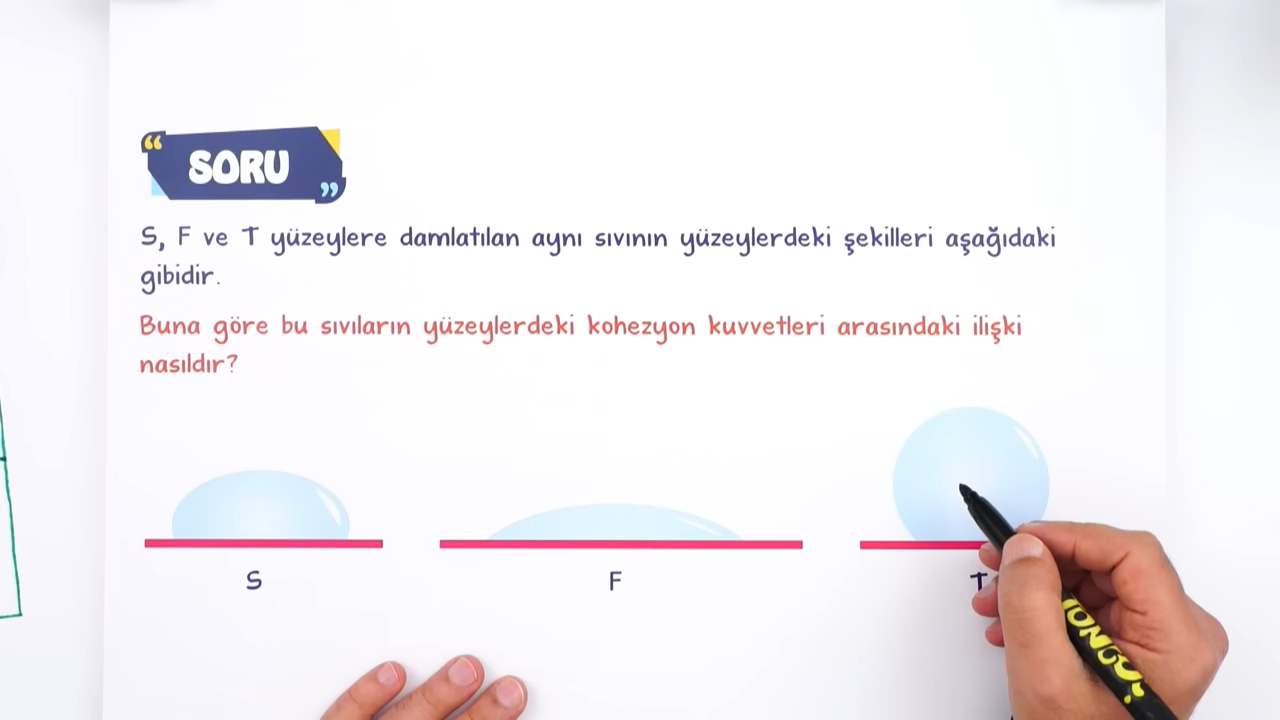 SORU
S, F ve T yüzeylere damlatılan aynı sıvının yüzeylerdeki şekilleri aşağıdaki
gibidir.
Buna göre bu sıvıların yüzeylerdeki kohezyon kuvvetleri arasındaki ilişki
nasıldır?
S
F
T